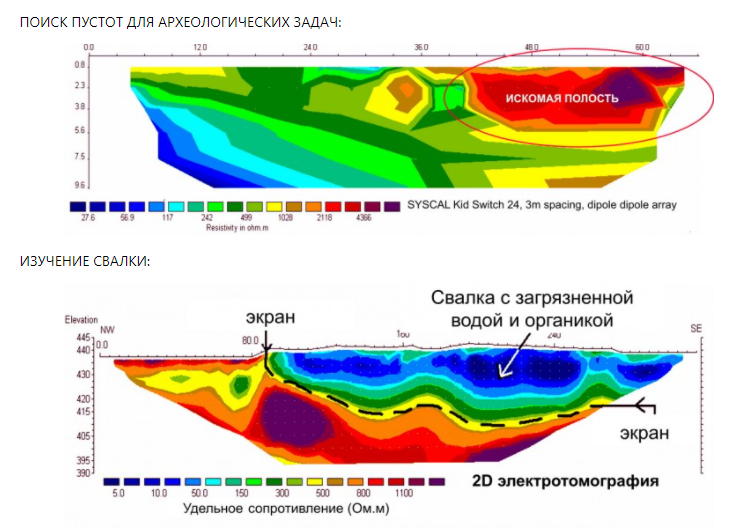 ПОИСК ПУСТОТ ДЛЯ АРХЕОЛОГИЧЕСКИХ ЗАДАЧ:
0.0 12.0 24.0 36.0 48.0 60.0
0.8
2.3
3.8
5.6
7.5
9.6
ИСКОМАЯ ПОЛОСТЬ
27.6 56.9 117 242 499 1028 2118 4366
Resistivity in ohm.m
SYSCAL Kid Switch 24, 3m spacing, dipole dipole array
ИЗУЧЕНИЕ СВАЛКИ:
Свалка с загрязненной
водой и органикой
экран
Elevation
NW
SE
0.0 80.0 160 240
445
440
430
420
415
405
395
390
экран
5.0 10.0 50.0 150 300 500 800 1100
Удельное сопротивление (Ом.м)
2D электротомография